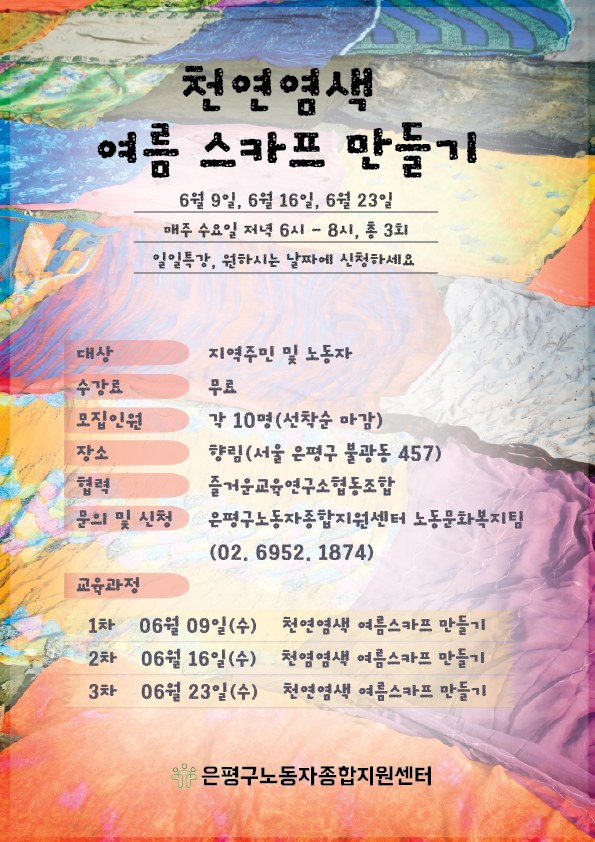 천연염색
여름 스카프 만들기
6월 9일, 6월 16일, 6월 23일
매주 수요일 저녁 6시 - 8시, 총 3회
일일특강, 원하시는 날짜에 신청하세요
대상 지역주민 및 노동자
수강료 무료
모집인원 각 10명(선착순 마감)
장소 향림(서울 은평구 불광동 457)
협력 즐거운교육연구소협동조합
문의 및 신청 은평구노동자종합지원센터 노동문화복지팀
(02. 6952. 1874)
교육과정
1차 06월 09일(수) 천연염색 여름스카프 만들기
2차 06월 16일(수) 천염염색 여름스카프 만들기
3차 06월 23일(수) 천연염색 여름스카프 만들기
은평구노동자종합지원센터